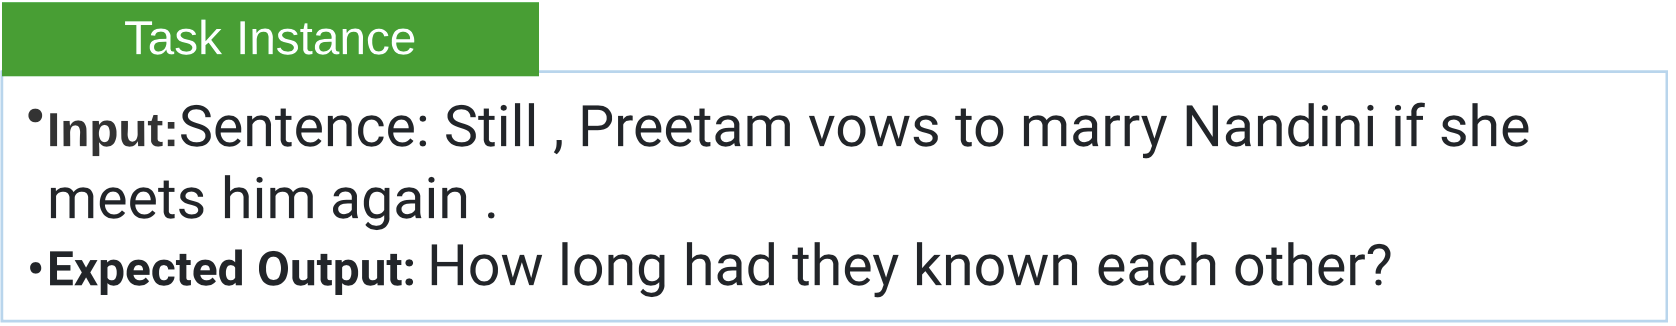 Task Instance
•Input:Sentence: Still , Preetam vows to marry Nandini if she
meets him again .
•Expected Output: How long had they known each other?